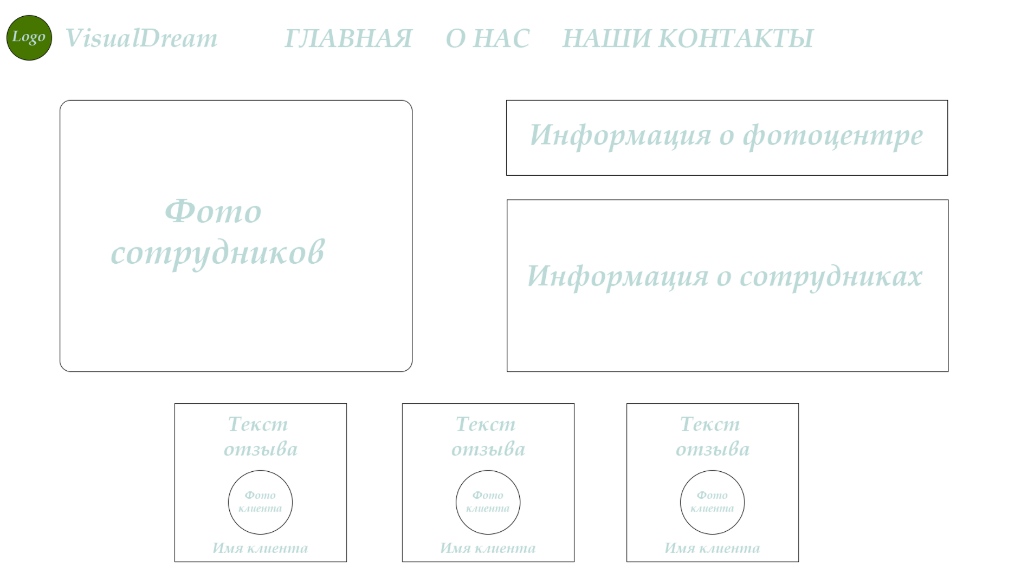 Logo VisualDream ГЛАВНАЯ О НАС НАШИ КОНТАКТЫ
Фото
сотрудников
Информация о фотоцентре
Информация о сотрудниках
Текст
отзыва
Фото
клиента
Имя клиента
Текст
отзыва
Фото
клиента
Имя клиента
Текст
отзыва
Фото
клиента
Имя клиента